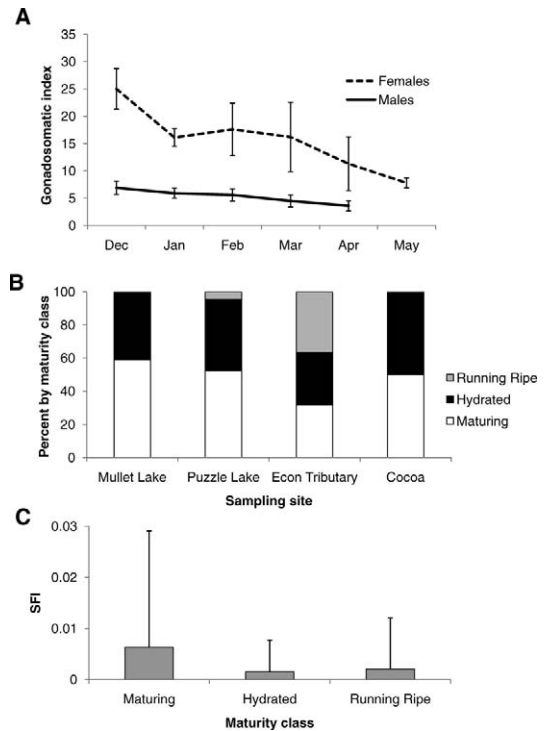 A
Gonadosomatic index
35
30
25
20
15
10
5
0
Females
Males
Dec Jan Feb Mar Apr May
B
Percent by maturity class
100
80
60
40
20
0
Running Ripe
Hydrated
Maturing
Mullet Lake Puzzle Lake Econ Tributary Cocoa
Sampling site
C
SFI
0.03
0.02
0.01
0
Maturing Hydrated Running Ripe
Maturity class